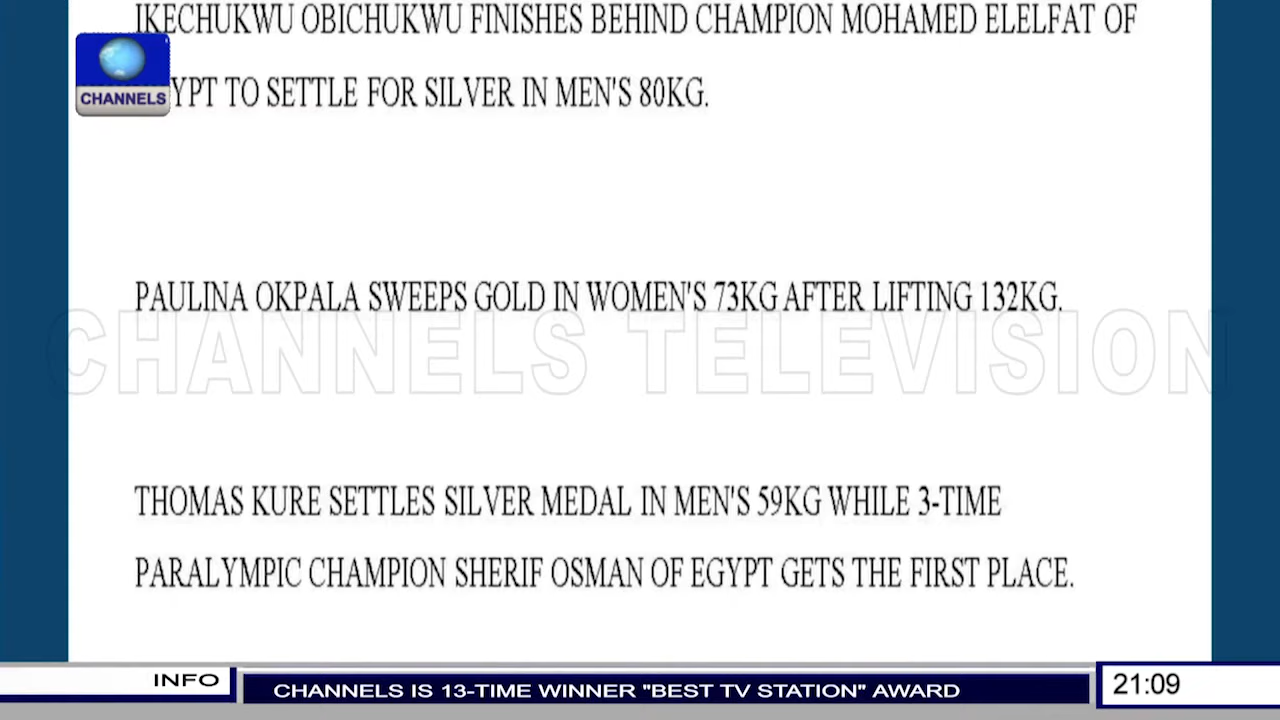 IKECHUKWU OBICHUKWU FINISHES BEHIND CHAMPION MOHAMED ELELFAT OF
YPT TO SETTLE FOR SILVER IN MEN'S 80KG.
CHANNELS
PAULINA OKPALA SWEEPS GOLD IN WOMEN'S 73KG AFTER LIFTING 132KG.
CHANNELS TELEVISION
THOMAS KURE SETTLES SILVER MEDAL IN MEN'S 59KG WHILE 3-TIME
PARALYMPIC CHAMPION SHERIF OSMAN OF EGYPT GETS THE FIRST PLACE.
INFO
CHANNELS IS 13-TIME WINNER "BEST TV STATION" AWARD
21:09